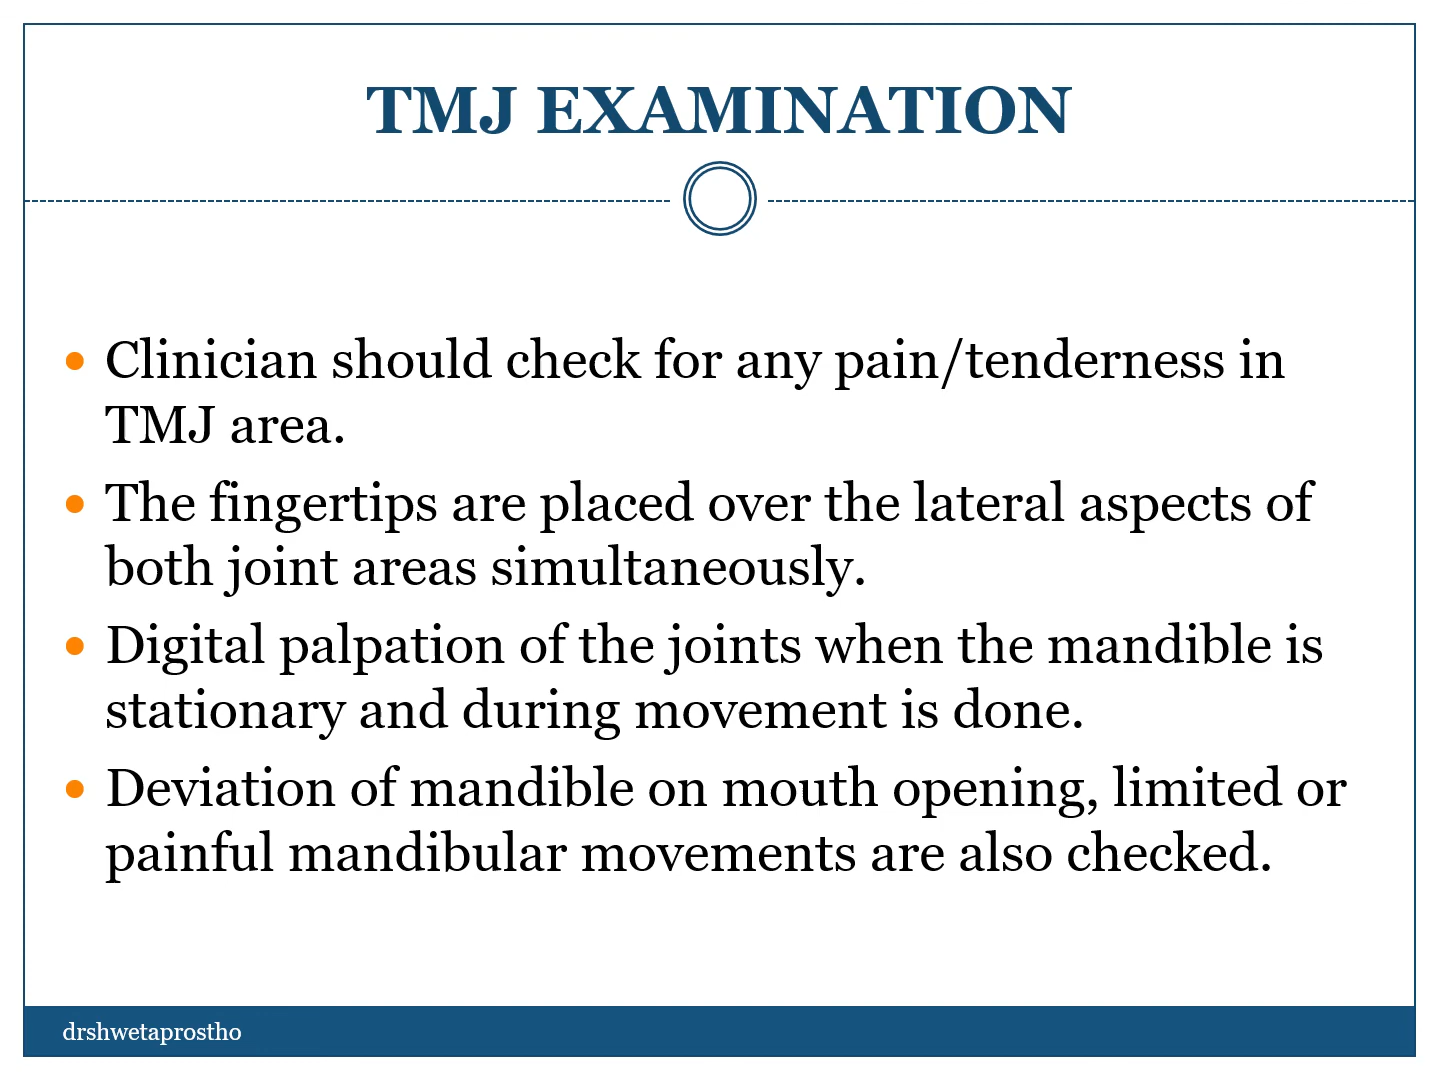 TMJ EXAMINATION
• Clinician should check for any pain/tenderness in
TMJ area.
• The fingertips are placed over the lateral aspects of
both joint areas simultaneously.
• Digital palpation of the joints when the mandible is
stationary and during movement is done.
• Deviation of mandible on mouth opening, limited or
painful mandibular movements are also checked.
drshwetaprostho